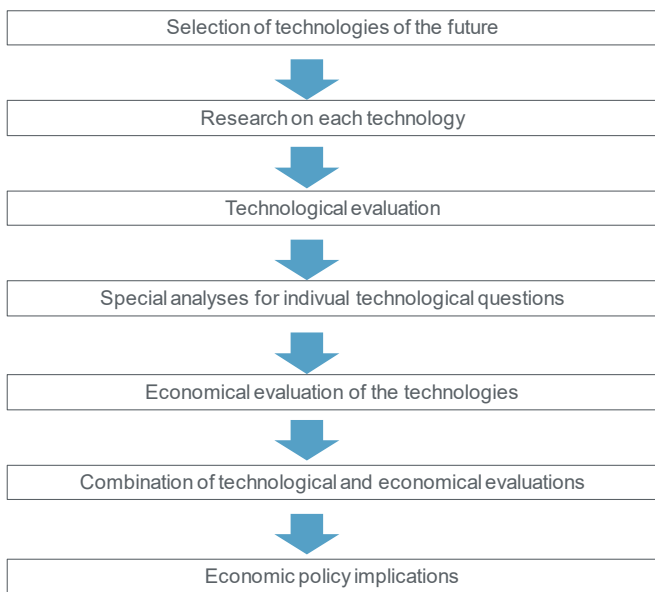 Selection of technologies of the future
Research on each technology
Technological evaluation
Special analyses for indivual technological questions
Economical evaluation of the technologies
Combination of technological and economical evaluations
Economic policy implications